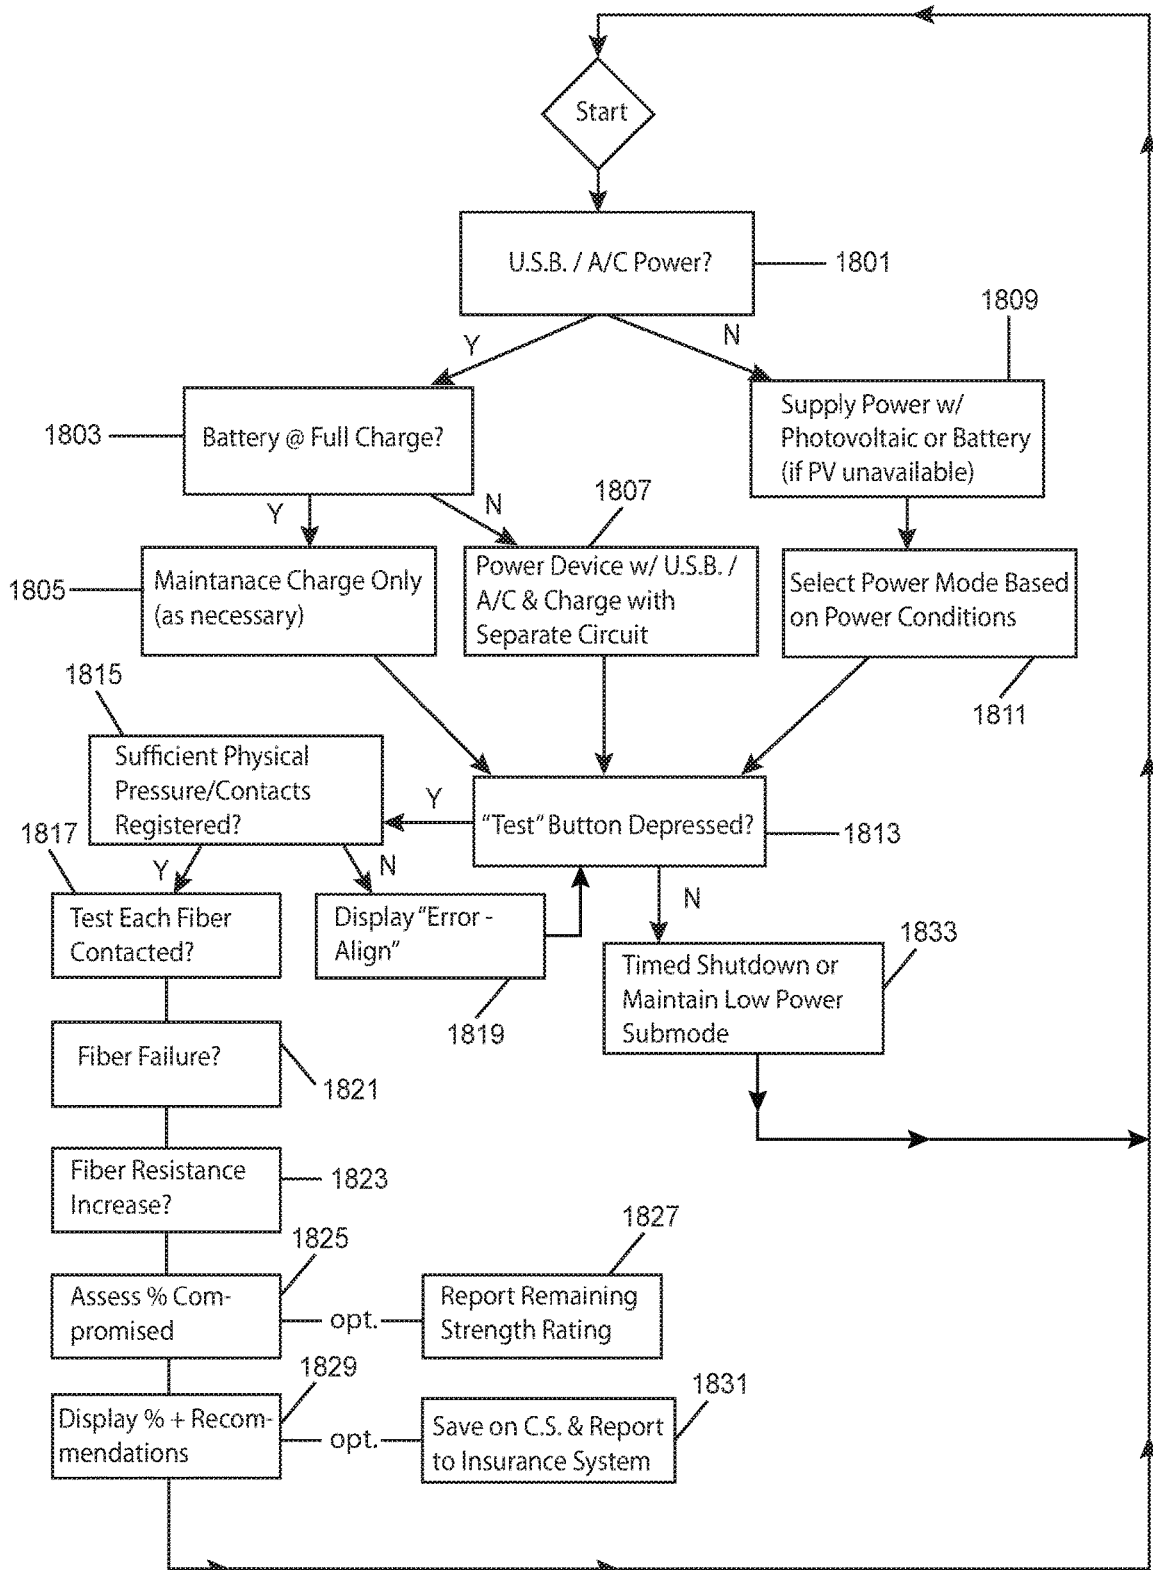 Start
U.S.B. / A/C Power?
1801
1809
Y
N
1803
Battery @ Full Charge?
Supply Power w/
Photovoltaic or Battery
(if PV unavailable)
Y
N
1807
1805
Maintanace Charge Only
(as necessary)
Power Device w/ U.S.B. /
A/C & Charge with
Separate Circuit
Select Power Mode Based
on Power Conditions
1811
1815
Sufficient Physical
Pressure/Contacts
Registered?
Y
"Test" Button Depressed?
1813
1817
Y
N
N
Test Each Fiber
Contacted?
Display "Error -
Align"
1819
Timed Shutdown or
Maintain Low Power
Submode
1833
Fiber Failure?
1821
Fiber Resistance
Increase?
1823
1825
Assess % Com-
promised
opt.
1827
Report Remaining
Strength Rating
1829
Display % + Recom-
mendations
opt.
1831
Save on C.S. & Report
to Insurance System